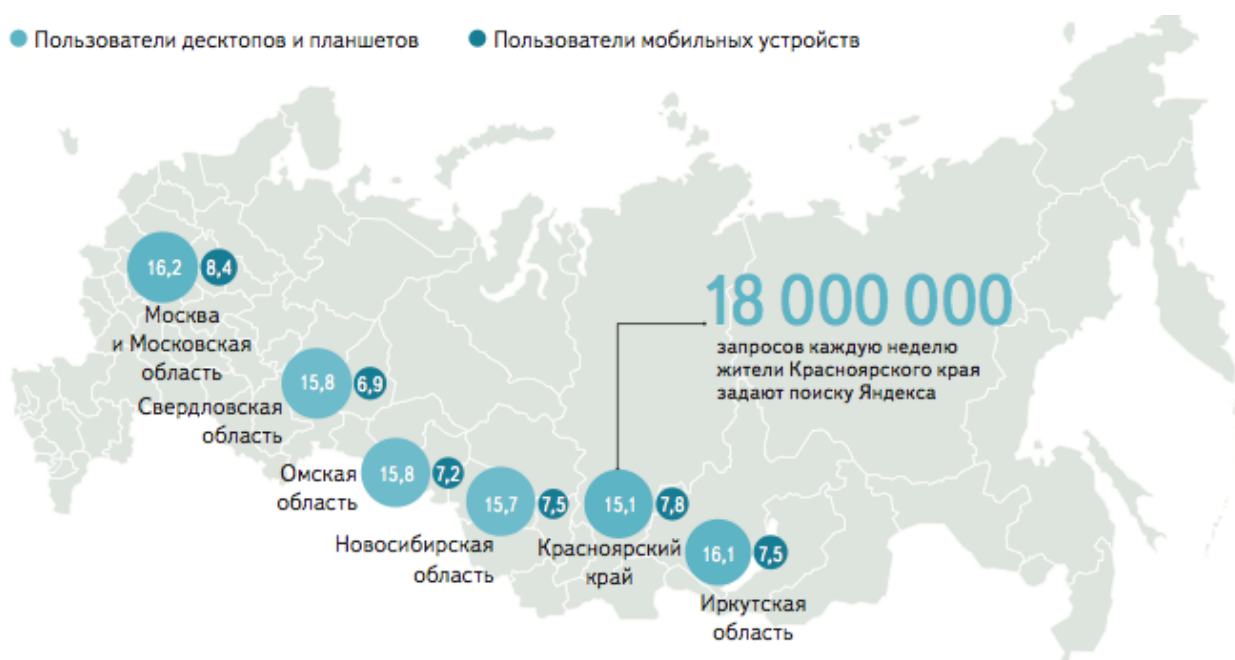 Пользователи десктопов и планшетов
Пользователи мобильных устройств
16,2
8,4
Москва
и Московская
область
18 000 000
запросов каждую неделю
жители Красноярского края
задают поиску Яндекса
15,8
6,9
Свердловская
область
15,8
7,2
Омская
область
15,7
7,5
Новосибирская
область
15,1
7,8
Красноярский
край
16,1
7,5
Иркутская
область